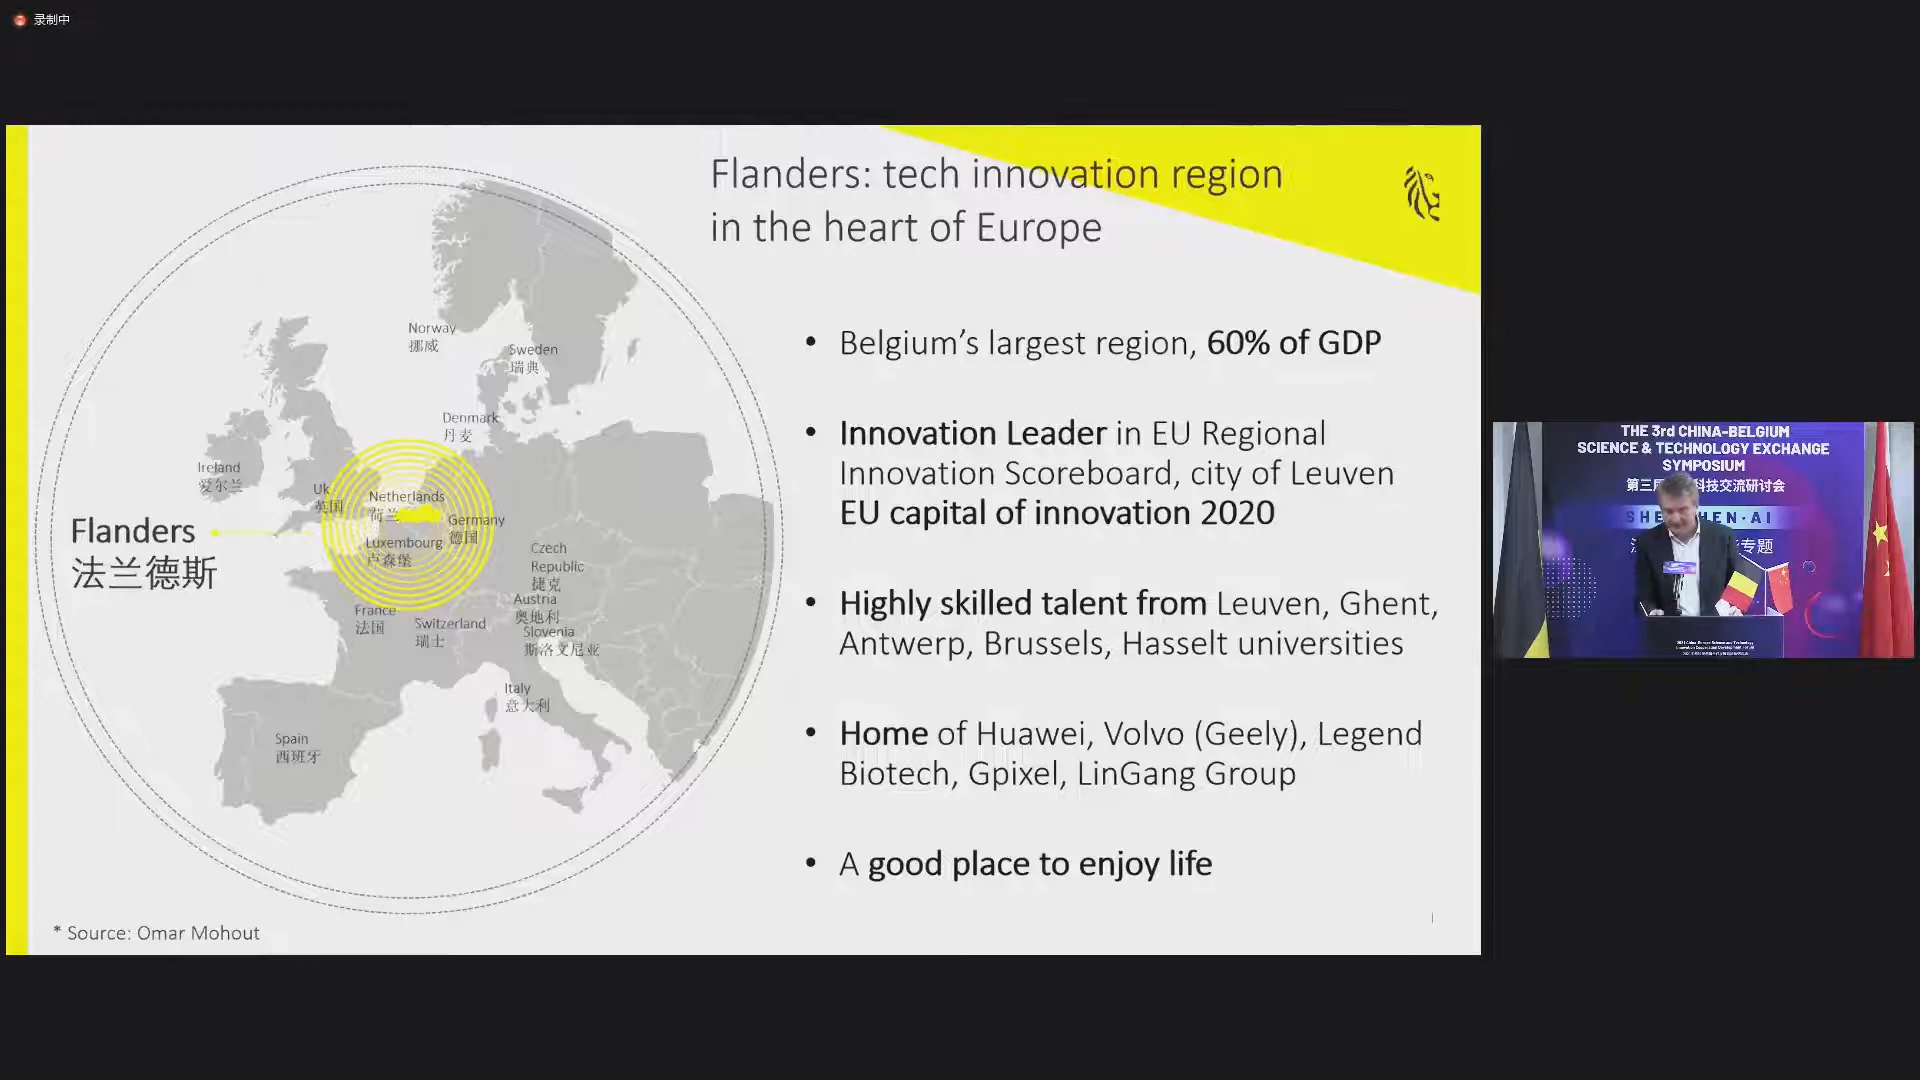 录制中
Flanders: tech innovation region
in the heart of Europe
Norway
挪威
Sweden
瑞典
Denmark
丹麦
Ireland
爱尔兰
Uk
英国
Netherlands
荷兰
Germany
德国
Luxembourg
卢森堡
Flanders
法兰德斯
Czech
Republic
捷克
Austria
奥地利
France
法国
Switzerland
瑞士
Slovenia
斯洛文尼亚
Italy
意大利
Spain
西班牙
* Source: Omar Mohout
• Belgium’s largest region, 60% of GDP
• Innovation Leader in EU Regional
Innovation Scoreboard, city of Leuven
EU capital of innovation 2020
• Highly skilled talent from Leuven, Ghent,
Antwerp, Brussels, Hasselt universities
• Home of Huawei, Volvo (Geely), Legend
Biotech, Gpixel, LinGang Group
• A good place to enjoy life
THE 3rd CHINA-BELGIUM
SCIENCE & TECHNOLOGY EXCHANGE
SYMPOSIUM
第三 科技交流研讨会
SHE HEN·AI
专题